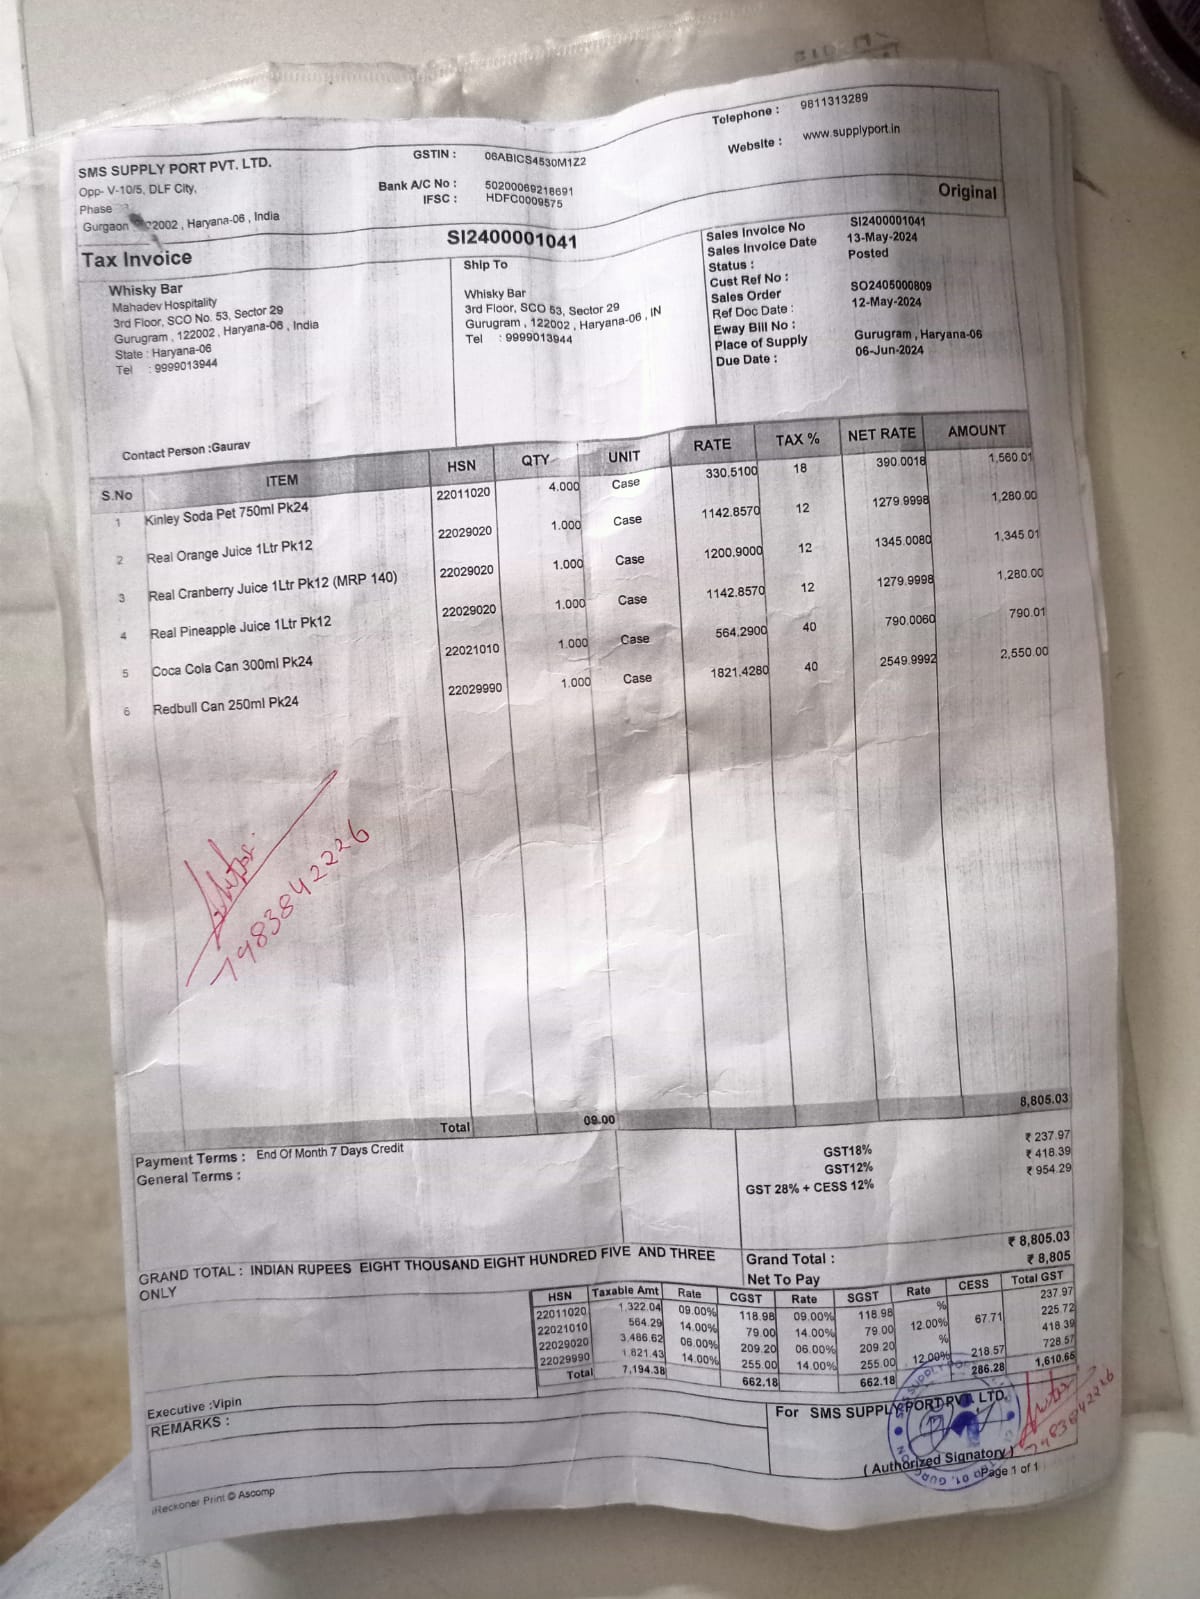 SMS SUPPLY PORT PVT. LTD.
Opp- V-10/5, DLF City,
Phase
Gurgaon 2002 , Haryana-06 , India
GSTIN : 06ABICS4530M1Z2
Bank A/C No : 50200069218691
IFSC : HDFC0009575
Telephone : 9811313289
Website : www.supplyport.in
Original
Tax Invoice
SI2400001041
Whisky Bar
Mahadev Hospitality
3rd Floor, SCO No. 53, Sector 29
Gurugram , 122002 , Haryana-06 , India
State : Haryana-06
Tel : 9999013944
Contact Person :Gaurav
Ship To
Whisky Bar
3rd Floor, SCO 53, Sector 29
Gurugram , 122002 , Haryana-06 , IN
Tel : 9999013944
Sales Invoice No SI2400001041
Sales Invoice Date 13-May-2024
Status : Posted
Cust Ref No :
Sales Order SO2405000809
Ref Doc Date : 12-May-2024
Eway Bill No :
Place of Supply Gurugram , Haryana-06
Due Date : 06-Jun-2024
S.No ITEM HSN QTY UNIT RATE TAX % NET RATE AMOUNT
1 Kinley Soda Pet 750ml Pk24 22011020 4.000 Case 330.5100 18 390.0018 1,560.01
2 Real Orange Juice 1Ltr Pk12 22029020 1.000 Case 1142.8570 12 1279.9998 1,280.00
3 Real Cranberry Juice 1Ltr Pk12 (MRP 140) 22029020 1.000 Case 1200.9000 12 1345.0080 1,345.01
4 Real Pineapple Juice 1Ltr Pk12 22029020 1.000 Case 1142.8570 12 1279.9998 1,280.00
5 Coca Cola Can 300ml Pk24 22021010 1.000 Case 564.2900 40 790.0060 790.01
6 Redbull Can 250ml Pk24 22029990 1.000 Case 1821.4280 40 2549.9992 2,550.00
7983842226
Total 09.00 8,805.03
Payment Terms : End Of Month 7 Days Credit
General Terms :
GST18% ₹ 237.97
GST12% ₹ 418.39
GST 28% + CESS 12% ₹ 954.29
GRAND TOTAL : INDIAN RUPEES EIGHT THOUSAND EIGHT HUNDRED FIVE AND THREE
ONLY
Grand Total : ₹ 8,805.03
Net To Pay ₹ 8,805
HSN Taxable Amt Rate CGST Rate SGST Rate CESS Total GST
22011020 1,322.04 09.00% 118.98 09.00% 118.98 % 237.97
22021010 564.29 14.00% 79.00 14.00% 79.00 12.00% 67.71 225.72
22029020 3,486.62 06.00% 209.20 06.00% 209.20 % 418.39
22029990 1,821.43 14.00% 255.00 14.00% 255.00 12.00% 218.57 728.57
Total 7,194.38 662.18 662.18 286.28 1,610.65
Executive :Vipin
REMARKS :
For SMS SUPPLY PORT PVT. LTD.
7983842226
( Authorized Signatory )
Page 1 of 1
iReckoner Print © Ascomp